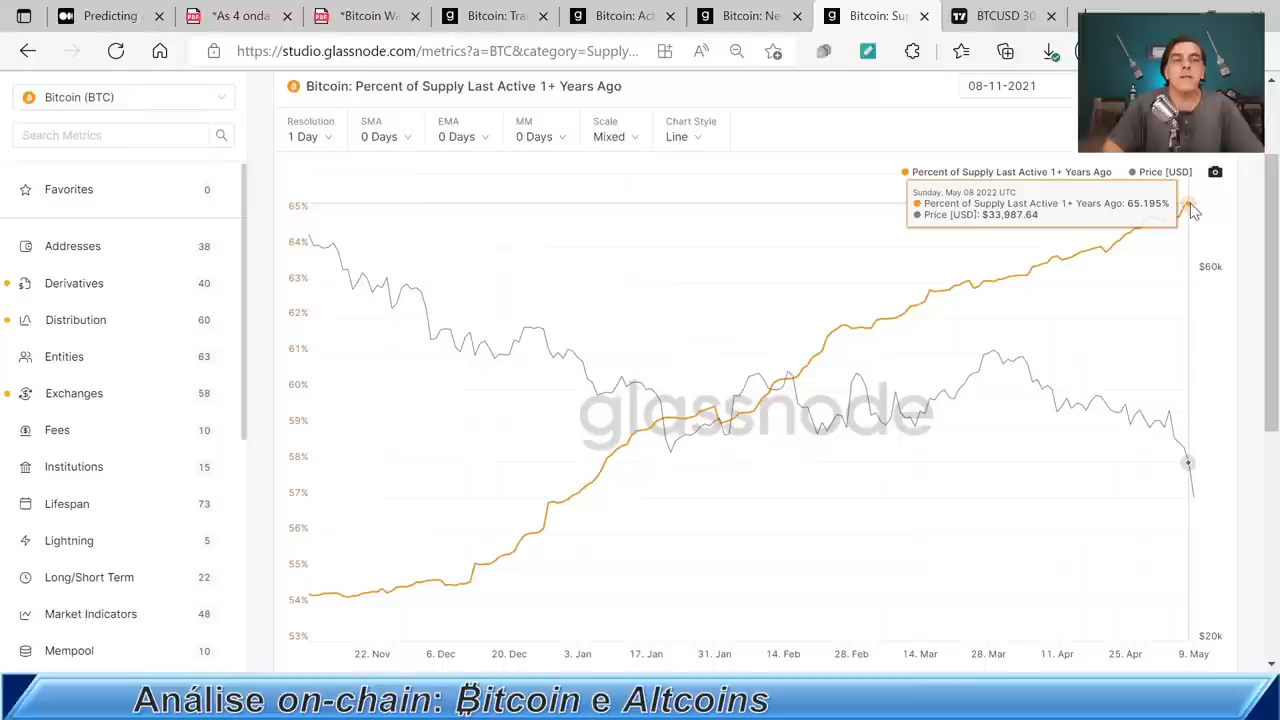 Predicting
"As 4 onda
*Bitcoin We
Bitcoin: Tra
Bitcoin: Act
Bitcoin: Ne
Bitcoin: Sup
BTCUSD 30
https://studio.glassnode.com/metrics?a=BTC&category=Supply...
Bitcoin (BTC)
Search Metrics
Favorites 0
Addresses 38
Derivatives 40
Distribution 60
Entities 63
Exchanges 58
Fees 10
Institutions 15
Lifespan 73
Lightning 5
Long/Short Term 22
Market Indicators 48
Mempool 10
Bitcoin: Percent of Supply Last Active 1+ Years Ago
08-11-2021
Resolution
1 Day
SMA
0 Days
EMA
0 Days
MM
0 Days
Scale
Mixed
Chart Style
Line
Percent of Supply Last Active 1+ Years Ago
Price [USD]
Sunday, May 08 2022 UTC
Percent of Supply Last Active 1+ Years Ago: 65.195%
Price [USD]: $33,987.64
65%
64%
63%
62%
61%
60%
59%
58%
57%
56%
55%
54%
53%
$60k
$20k
glassnode
22. Nov
6. Dec
20. Dec
3. Jan
17. Jan
31. Jan
14. Feb
28. Feb
14. Mar
28. Mar
11. Apr
25. Apr
9. May
Análise on-chain: ₿itcoin e Altcoins